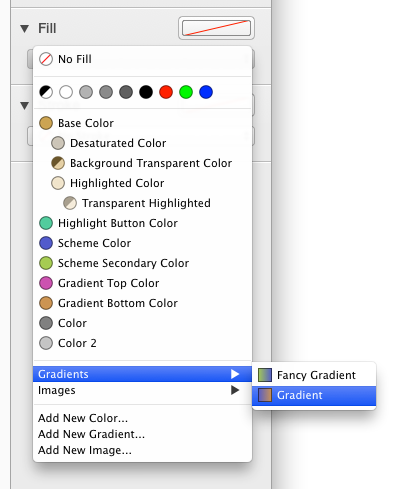 Fill
No Fill
Base Color
Desaturated Color
Background Transparent Color
Highlighted Color
Transparent Highlighted
Highlight Button Color
Scheme Color
Scheme Secondary Color
Gradient Top Color
Gradient Bottom Color
Color
Color 2
Gradients
Fancy Gradient
Images
Gradient
Add New Color...
Add New Gradient...
Add New Image...